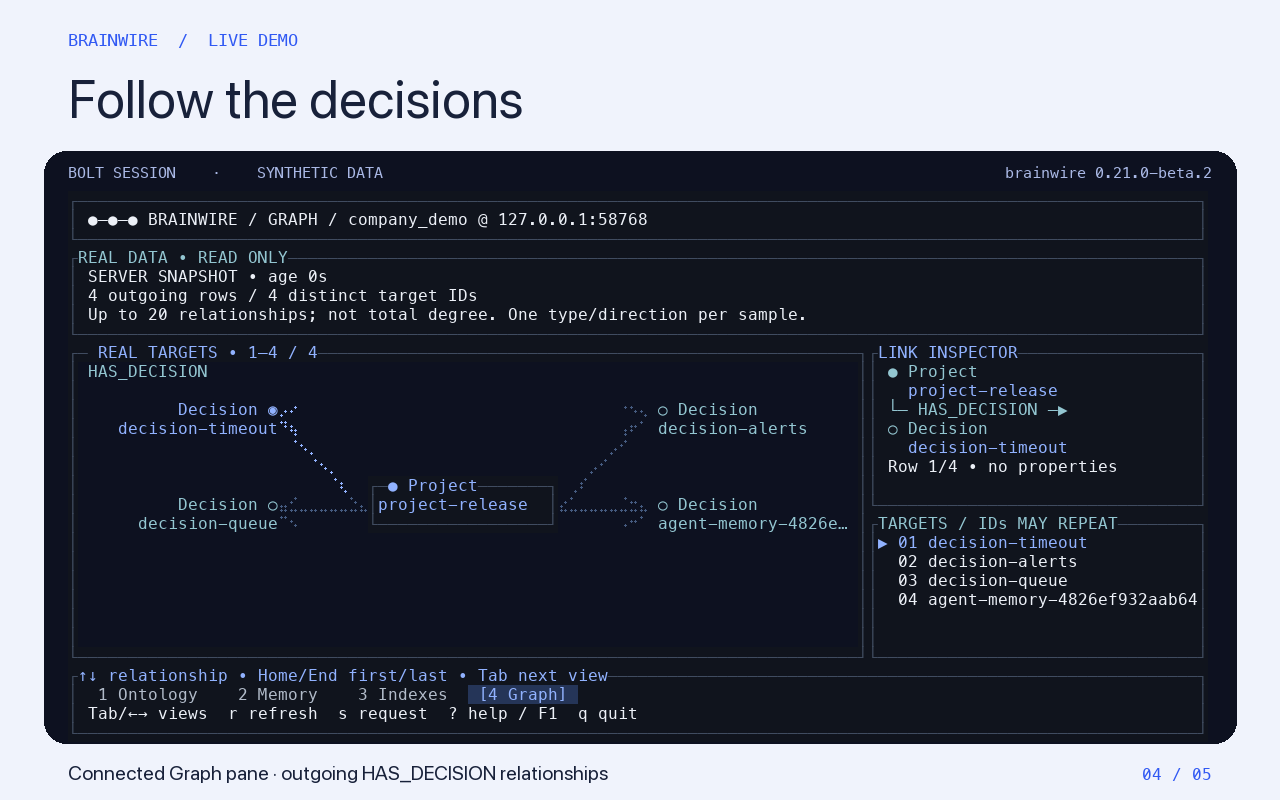 BRAINWIRE / LIVE DEMO
Follow the decisions
BOLT SESSION · SYNTHETIC DATA
brainwire 0.21.0-beta.2
●─●─● BRAINWIRE / GRAPH / company_demo @ 127.0.0.1:58768
REAL DATA • READ ONLY
SERVER SNAPSHOT • age 0s
4 outgoing rows / 4 distinct target IDs
Up to 20 relationships; not total degree. One type/direction per sample.
REAL TARGETS • 1–4 / 4
HAS_DECISION
Decision ◉
decision-timeout
○ Decision
decision-alerts
● Project
project-release
Decision ○
decision-queue
○ Decision
agent-memory-4826e…
LINK INSPECTOR
● Project
project-release
└─ HAS_DECISION ─▶
○ Decision
decision-timeout
Row 1/4 • no properties
TARGETS / IDs MAY REPEAT
▶ 01 decision-timeout
02 decision-alerts
03 decision-queue
04 agent-memory-4826ef932aab64
↑↓ relationship • Home/End first/last • Tab next view
1 Ontology 2 Memory 3 Indexes [4 Graph]
Tab/←→ views r refresh s request ? help / F1 q quit
Connected Graph pane · outgoing HAS_DECISION relationships
04 / 05